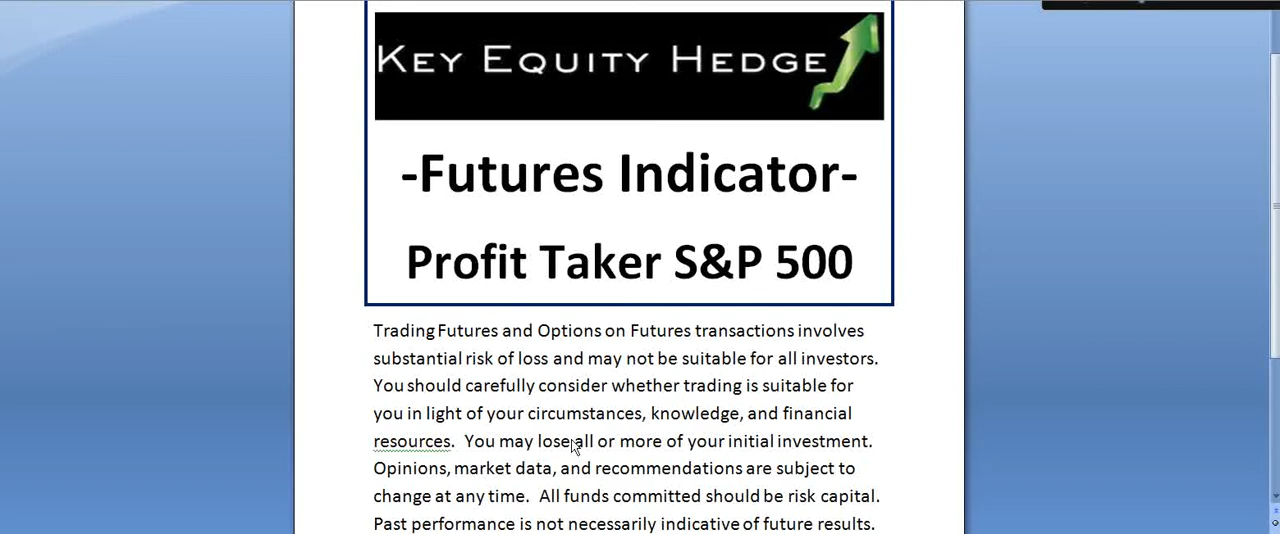 KEY EQUITY HEDGE
-Futures Indicator-
Profit Taker S&P 500
Trading Futures and Options on Futures transactions involves
substantial risk of loss and may not be suitable for all investors.
You should carefully consider whether trading is suitable for
you in light of your circumstances, knowledge, and financial
resources.  You may lose all or more of your initial investment.
Opinions, market data, and recommendations are subject to
change at any time.  All funds committed should be risk capital.
Past performance is not necessarily indicative of future results.